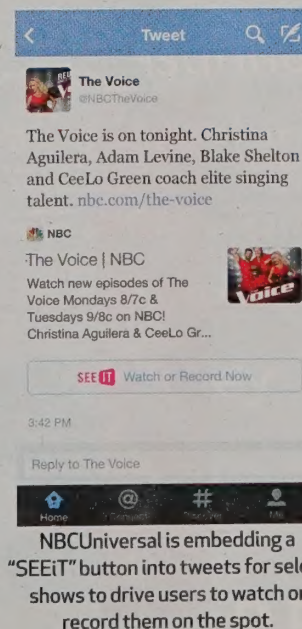 Tweet
The Voice
@NBCTheVoice
The Voice is on tonight. Christina
Aguilera, Adam Levine, Blake Shelton
and CeeLo Green coach elite singing
talent. nbc.com/the-voice
NBC
The Voice | NBC
Watch new episodes of The
Voice Mondays 8/7c &
Tuesdays 9/8c on NBC!
Christina Aguilera & CeeLo Gr...
Voice
SEEiT Watch or Record Now
3:42 PM
Reply to The Voice
Home Me
NBCUniversal is embedding a
"SEEiT" button into tweets for sele
shows to drive users to watch or
record them on the spot.